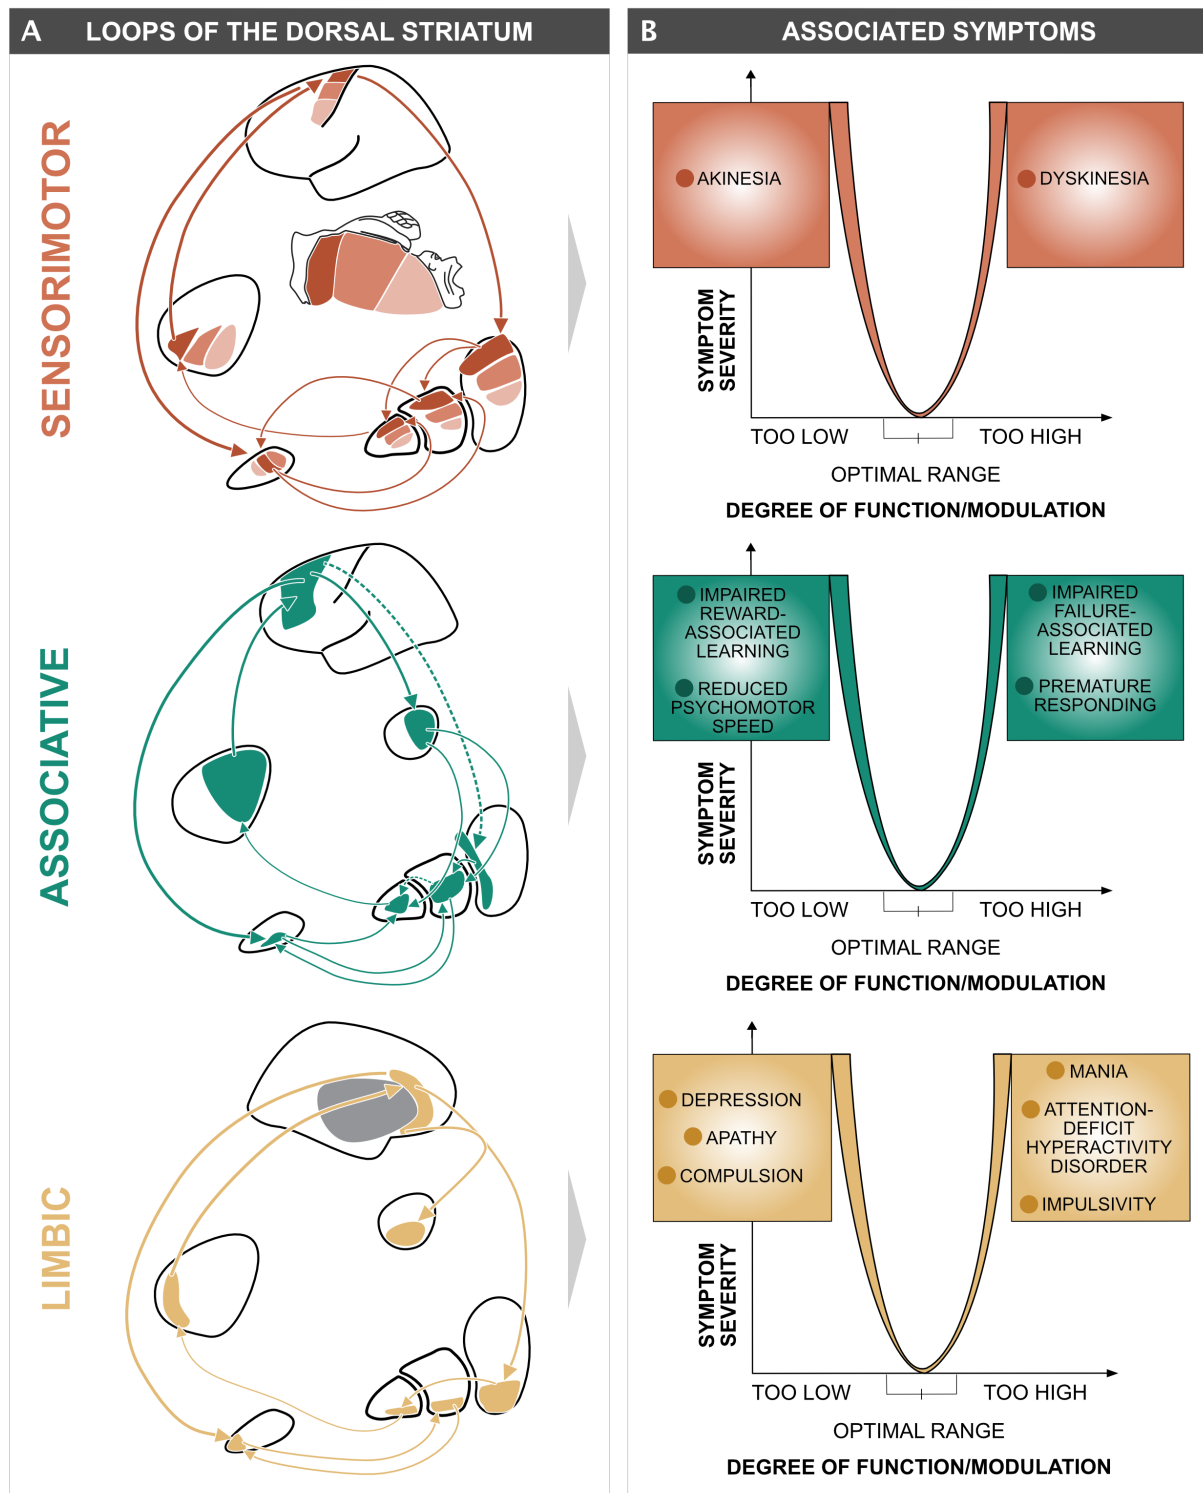 A LOOPS OF THE DORSAL STRIATUM
B ASSOCIATED SYMPTOMS
SENSORIMOTOR
AKINESIA
DYSKINESIA
SYMPTOM
SEVERITY
TOO LOW
TOO HIGH
OPTIMAL RANGE
DEGREE OF FUNCTION/MODULATION
ASSOCIATIVE
IMPAIRED
REWARD-
ASSOCIATED
LEARNING
REDUCED
PSYCHOMOTOR
SPEED
IMPAIRED
FAILURE-
ASSOCIATED
LEARNING
PREMATURE
RESPONDING
SYMPTOM
SEVERITY
TOO LOW
TOO HIGH
OPTIMAL RANGE
DEGREE OF FUNCTION/MODULATION
LIMBIC
DEPRESSION
APATHY
COMPULSION
MANIA
ATTENTION-
DEFICIT
HYPERACTIVITY
DISORDER
IMPULSIVITY
SYMPTOM
SEVERITY
TOO LOW
TOO HIGH
OPTIMAL RANGE
DEGREE OF FUNCTION/MODULATION